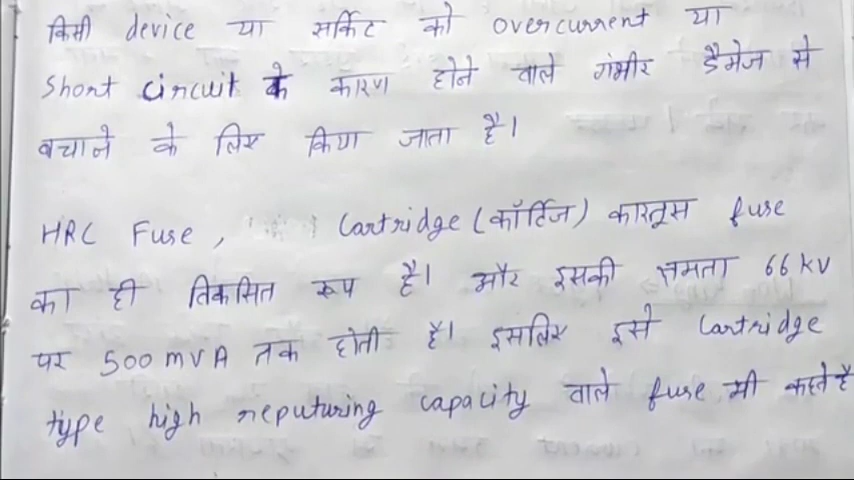 किसी device या सर्किट को overcurrent या
Short circuit के कारण होने वाले गंभीर डैमेज से
बचाने के लिए किया जाता है।
HRC Fuse, Cartridge (कॉर्टिज) कारतूस fuse
का ही विकसित रूप है। और इसकी क्षमता 66 kV
पर 500 mVA तक होती है। इसलिए इसे Cartridge
type high reputuring capacity वाले fuse भी कहते है